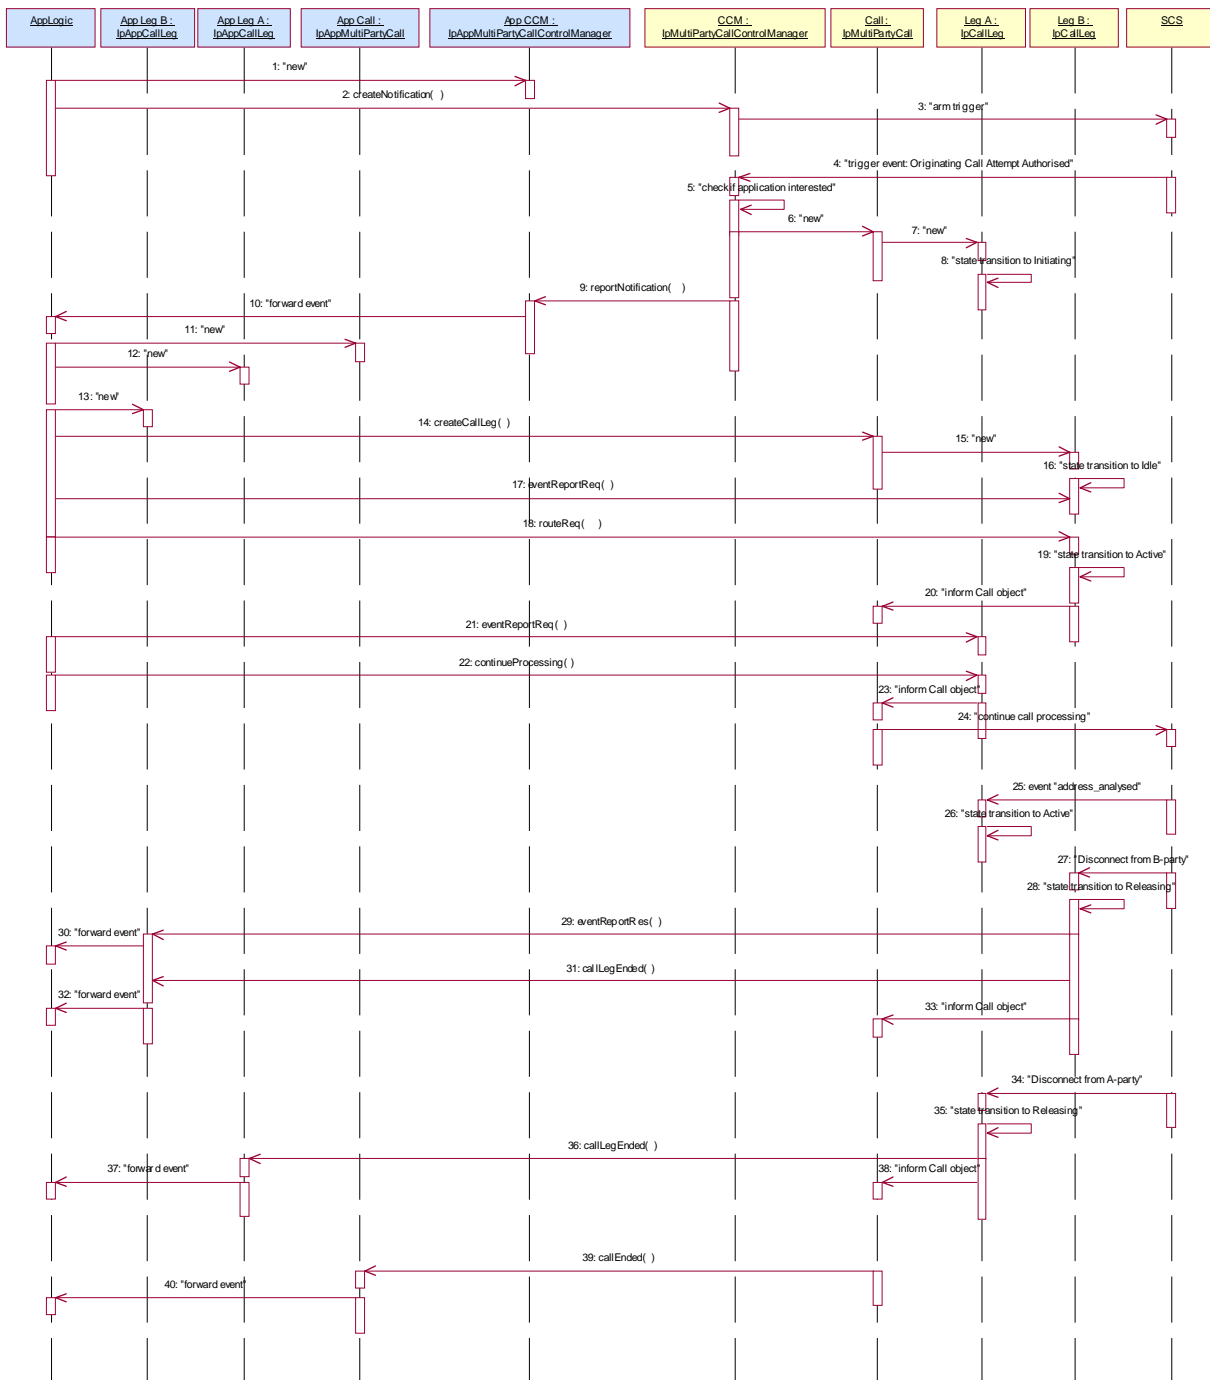 AppLogic
App Leg B :
IpAppCallLeg
App Leg A :
IpAppCallLeg
App Call :
IpAppMultiPartyCall
App CCM :
IpAppMultiPartyCallControlManager
CCM :
IpMultiPartyCallControlManager
Call :
IpMultiPartyCall
Leg A :
IpCallLeg
Leg B :
IpCallLeg
SCS
1: "new"
2: createNotification( )
3: "arm trigger"
4: "trigger event: Originating Call Attempt Authorised"
5: "check if application interested"
6: "new"
7: "new"
8: "state transition to Initiating"
9: reportNotification( )
10: "forward event"
11: "new"
12: "new"
13: "new"
14: createCallLeg( )
15: "new"
16: "state transition to Idle"
17: eventReportReq( )
18: routeReq( )
19: "state transition to Active"
20: "inform Call object"
21: eventReportReq( )
22: continueProcessing( )
23: "inform Call object"
24: "continue call processing"
25: event "address_analysed"
26: "state transition to Active"
27: "Disconnect from B-party"
28: "state transition to Releasing"
29: eventReportRes( )
30: "forward event"
31: callLegEnded( )
32: "forward event"
33: "inform Call object"
34: "Disconnect from A-party"
35: "state transition to Releasing"
36: callLegEnded( )
37: "forward event"
38: "inform Call object"
39: callEnded( )
40: "forward event"